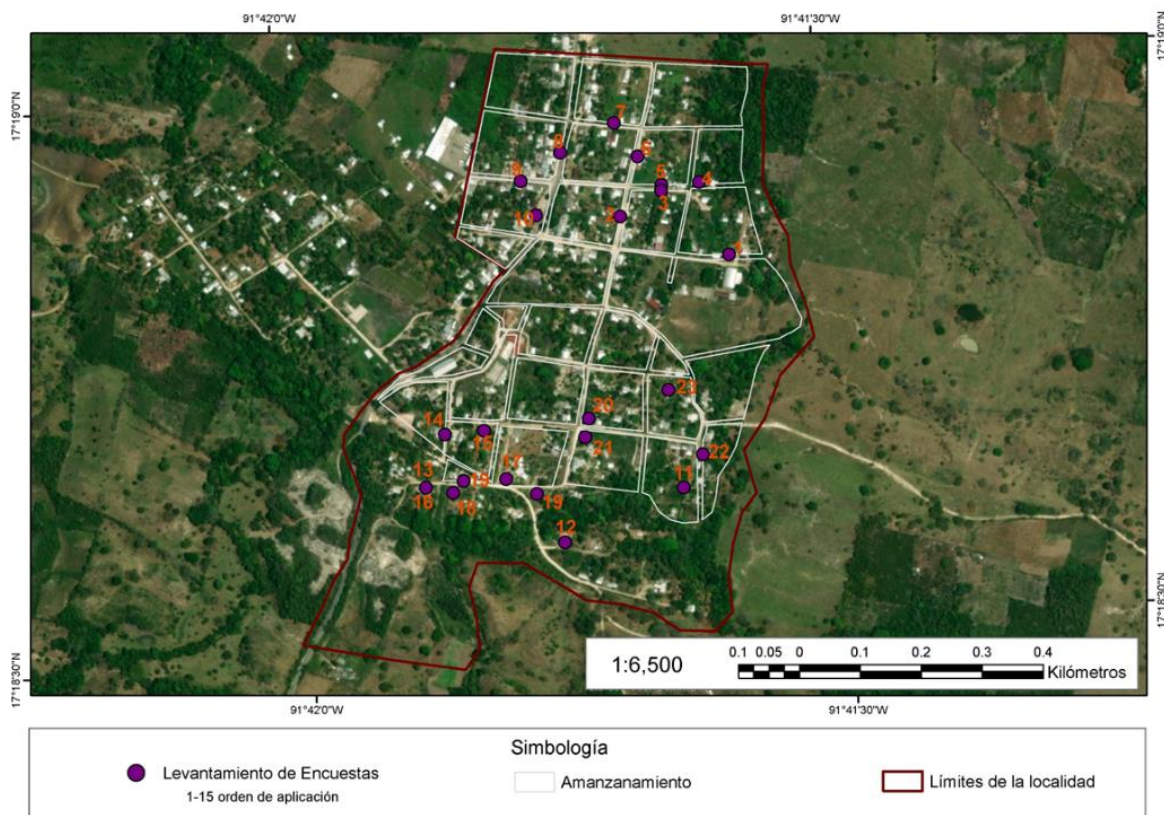 91°42'0"W
91°41'30"W
17°19'0"N
17°19'0"N
7
8
6
9
5
4
3
10
2
1
23
20
14
16
21
22
17
13
15
11
18
18
19
12
1:6,500
0.1 0.05 0 0.1 0.2 0.3 0.4
Kilómetros
17°18'30"N
17°18'30"N
91°42'0"W
91°41'30"W
Simbología
Levantamiento de Encuestas
1-15 orden de aplicación
Amanzanamiento
Límites de la localidad